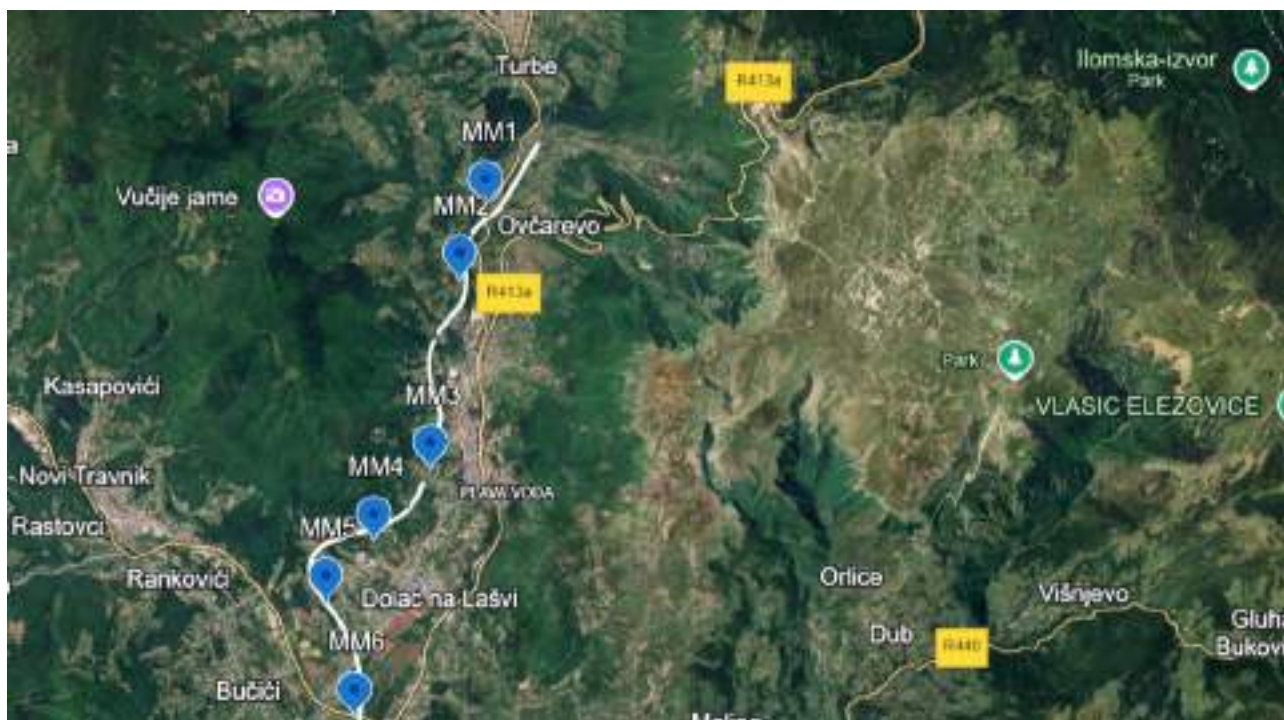 Turbe
R413a
Ilomska-izvor
Park
MM1
Vučije jame
MM2
Ovčarevo
R413a
Park
Kasapovići
MM3
VLASIC ELEZOVICE
MM4
Novi Travnik
PLAVA VODA
Rastovci
MM5
Rankovići
Dolac na Lašvi
Orlice
Višnjevo
MM6
Dub
R440
Gluha
Bukovi
Bučići